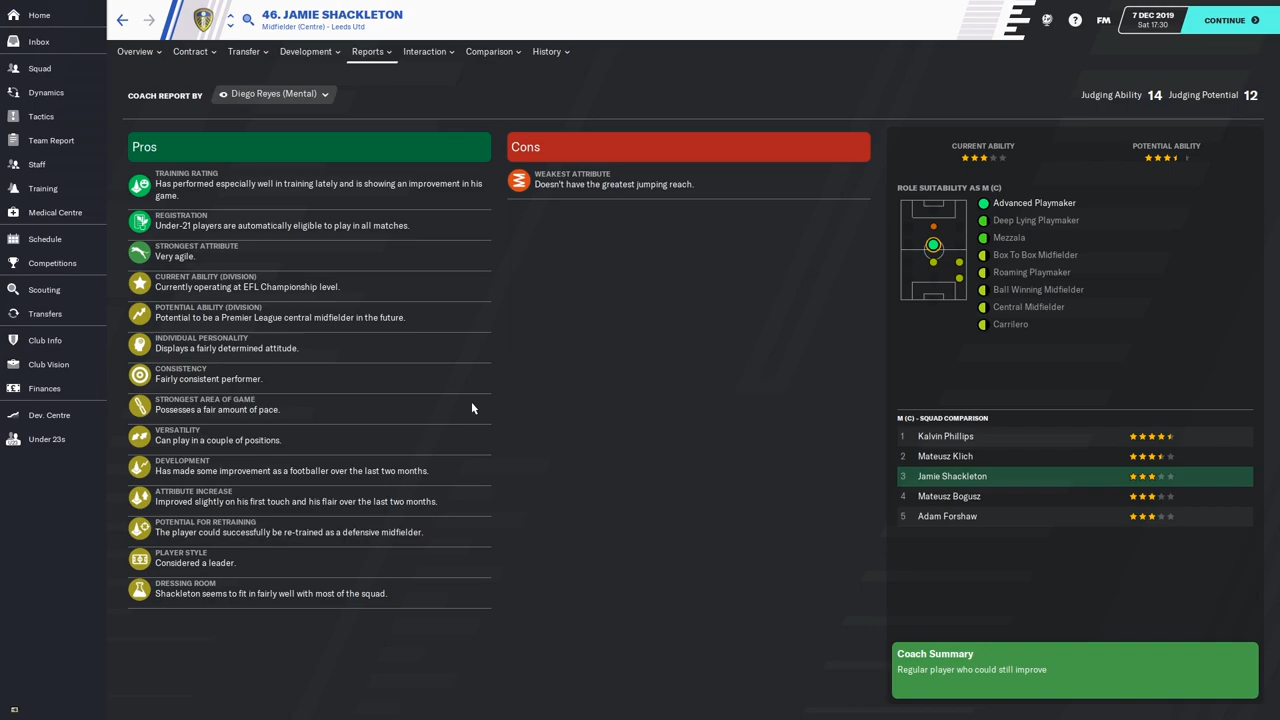 Home
Inbox
Squad
Dynamics
Tactics
Team Report
Staff
Training
Medical Centre
Schedule
Competitions
Scouting
Transfers
Club Info
Club Vision
Finances
Dev. Centre
Under 23s
46. JAMIE SHACKLETON
Midfielder (Centre) - Leeds Utd
FM
7 DEC 2019
Sat 17:30
CONTINUE
Overview
Contract
Transfer
Development
Reports
Interaction
Comparison
History
COACH REPORT BY
Diego Reyes (Mental)
Judging Ability 14 Judging Potential 12
Pros
TRAINING RATING
Has performed especially well in training lately and is showing an improvement in his
game.
REGISTRATION
Under-21 players are automatically eligible to play in all matches.
STRONGEST ATTRIBUTE
Very agile.
CURRENT ABILITY (DIVISION)
Currently operating at EFL Championship level.
POTENTIAL ABILITY (DIVISION)
Potential to be a Premier League central midfielder in the future.
INDIVIDUAL PERSONALITY
Displays a fairly determined attitude.
CONSISTENCY
Fairly consistent performer.
STRONGEST AREA OF GAME
Possesses a fair amount of pace.
VERSATILITY
Can play in a couple of positions.
DEVELOPMENT
Has made some improvement as a footballer over the last two months.
ATTRIBUTE INCREASE
Improved slightly on his first touch and his flair over the last two months.
POTENTIAL FOR RETRAINING
The player could successfully be re-trained as a defensive midfielder.
PLAYER STYLE
Considered a leader.
DRESSING ROOM
Shackleton seems to fit in fairly well with most of the squad.
Cons
WEAKEST ATTRIBUTE
Doesn't have the greatest jumping reach.
CURRENT ABILITY
POTENTIAL ABILITY
ROLE SUITABILITY AS M (C)
Advanced Playmaker
Deep Lying Playmaker
Mezzala
Box To Box Midfielder
Roaming Playmaker
Ball Winning Midfielder
Central Midfielder
Carrilero
M (C) - SQUAD COMPARISON
1 Kalvin Phillips
2 Mateusz Klich
3 Jamie Shackleton
4 Mateusz Bogusz
5 Adam Forshaw
Coach Summary
Regular player who could still improve